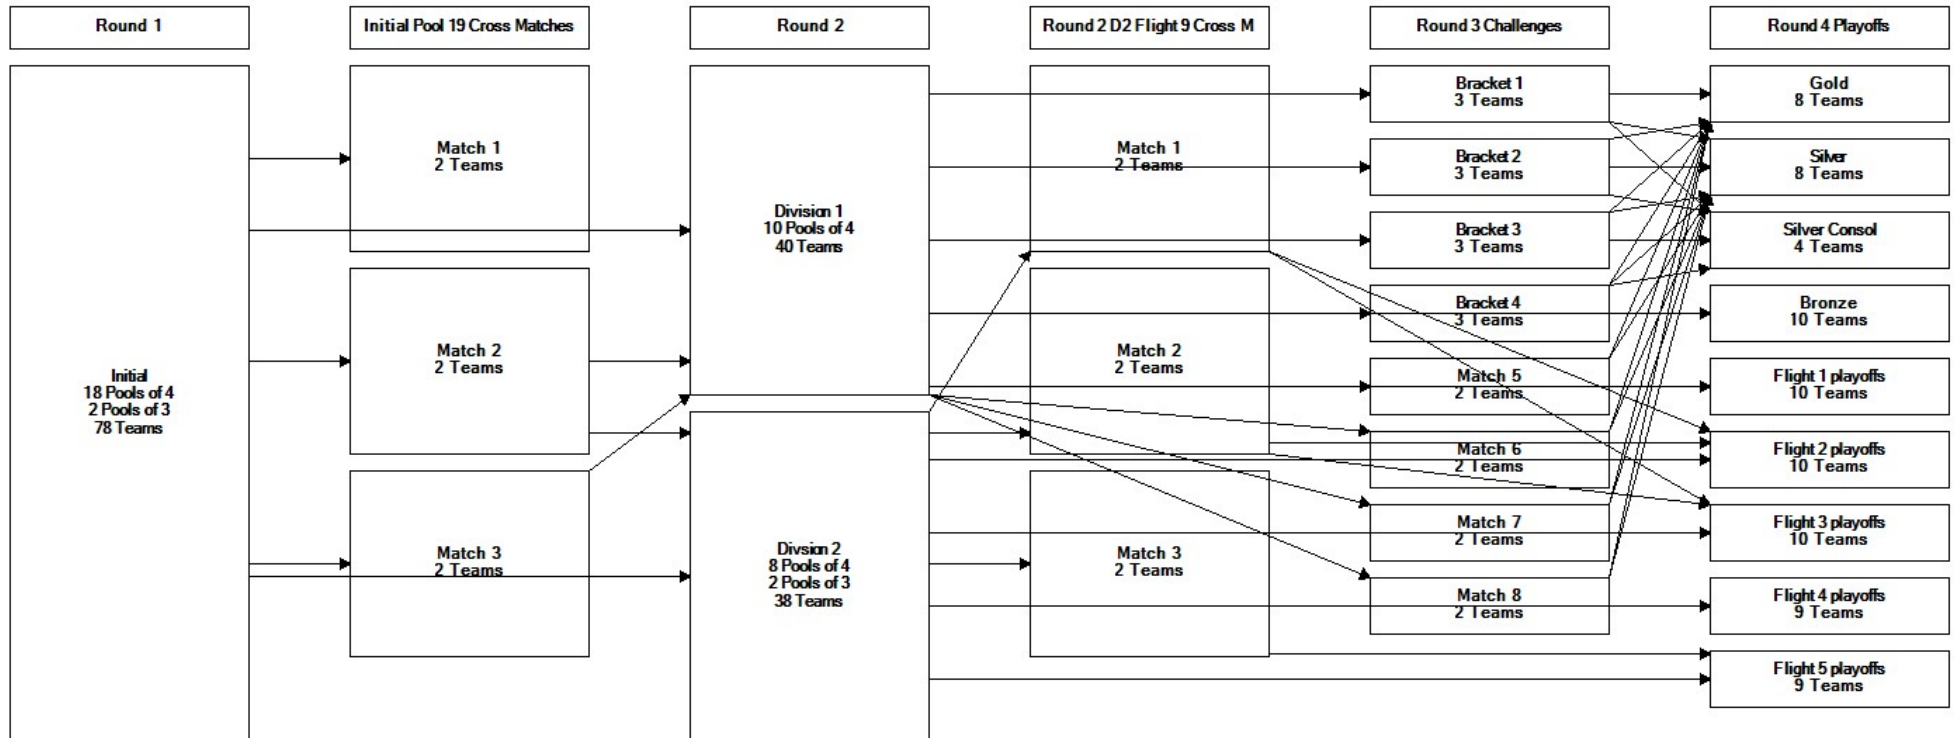 Round 1
Initial Pool 19 Cross Matches
Round 2
Round 2 D2 Flight 9 Cross M
Round 3 Challenges
Round 4 Playoffs
Initial
18 Pools of 4
2 Pools of 3
78 Teams
Match 1
2 Teams
Match 2
2 Teams
Match 3
2 Teams
Division 1
10 Pools of 4
40 Teams
Divsion 2
8 Pools of 4
2 Pools of 3
38 Teams
Match 1
2 Teams
Match 2
2 Teams
Match 3
2 Teams
Bracket 1
3 Teams
Bracket 2
3 Teams
Bracket 3
3 Teams
Bracket 4
3 Teams
Match 5
2 Teams
Match 6
2 Teams
Match 7
2 Teams
Match 8
2 Teams
Gold
8 Teams
Silver
8 Teams
Silver Consol
4 Teams
Bronze
10 Teams
Flight 1 playoffs
10 Teams
Flight 2 playoffs
10 Teams
Flight 3 playoffs
10 Teams
Flight 4 playoffs
9 Teams
Flight 5 playoffs
9 Teams